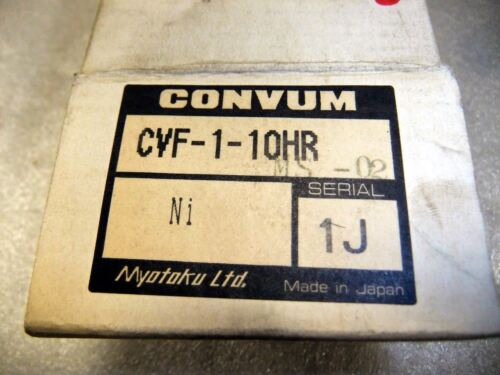 CONVUM
CVF-1-10HR
MS-02
Ni
SERIAL
1J
Myotoku Ltd.
Made in Japan